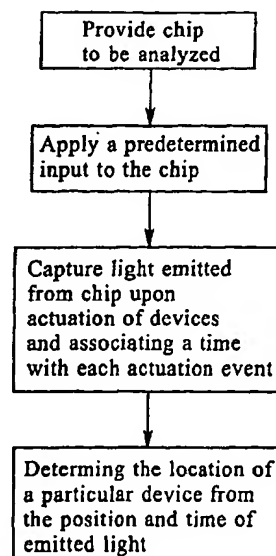 Provide chip
to be analyzed
Apply a predetermined
input to the chip
Capture light emitted
from chip upon
actuation of devices
and associating a time
with each actuation event
Determing the location of
a particular device from
the position and time of
emitted light